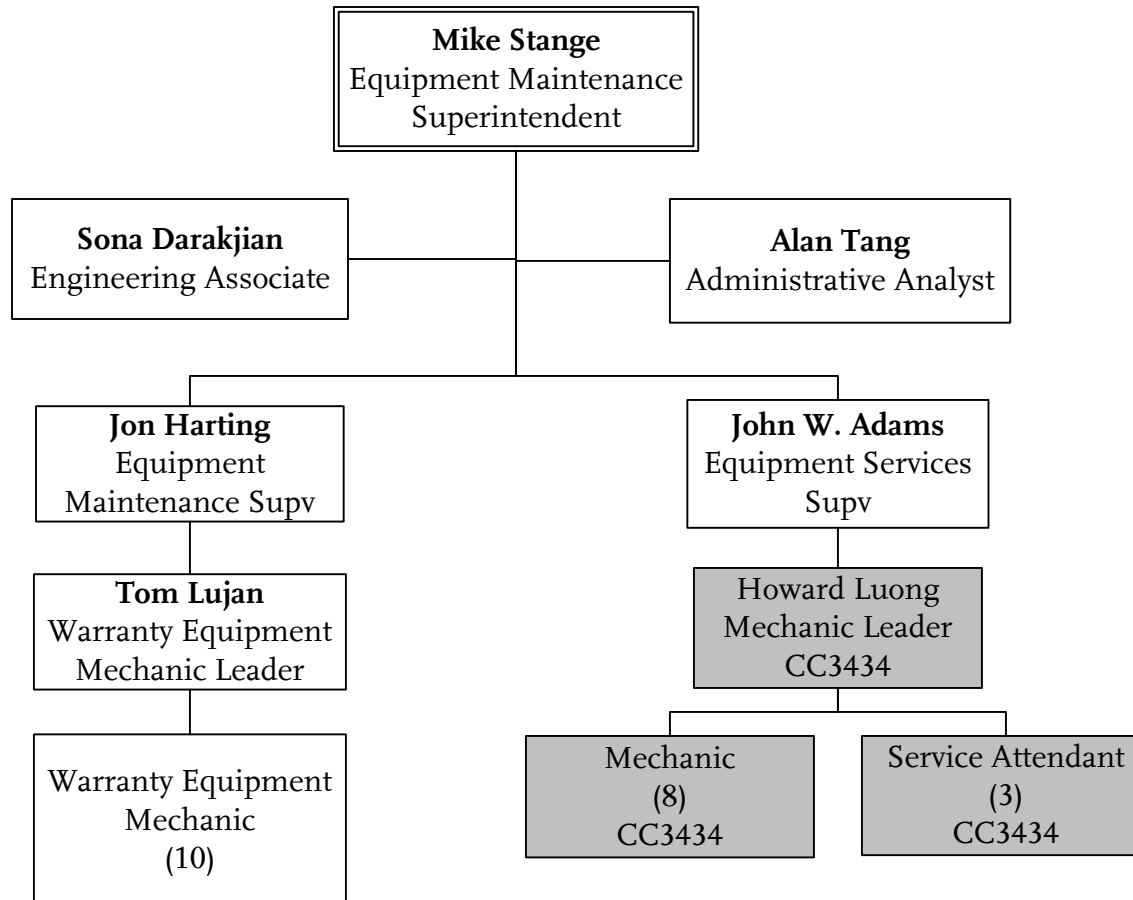 Mike Stange
Equipment Maintenance
Superintendent
Sona Darakjian
Engineering Associate
Alan Tang
Administrative Analyst
Jon Harting
Equipment
Maintenance Supv
John W. Adams
Equipment Services
Supv
Tom Lujan
Warranty Equipment
Mechanic Leader
Howard Luong
Mechanic Leader
CC3434
Warranty Equipment
Mechanic
(10)
Mechanic
(8)
CC3434
Service Attendant
(3)
CC3434